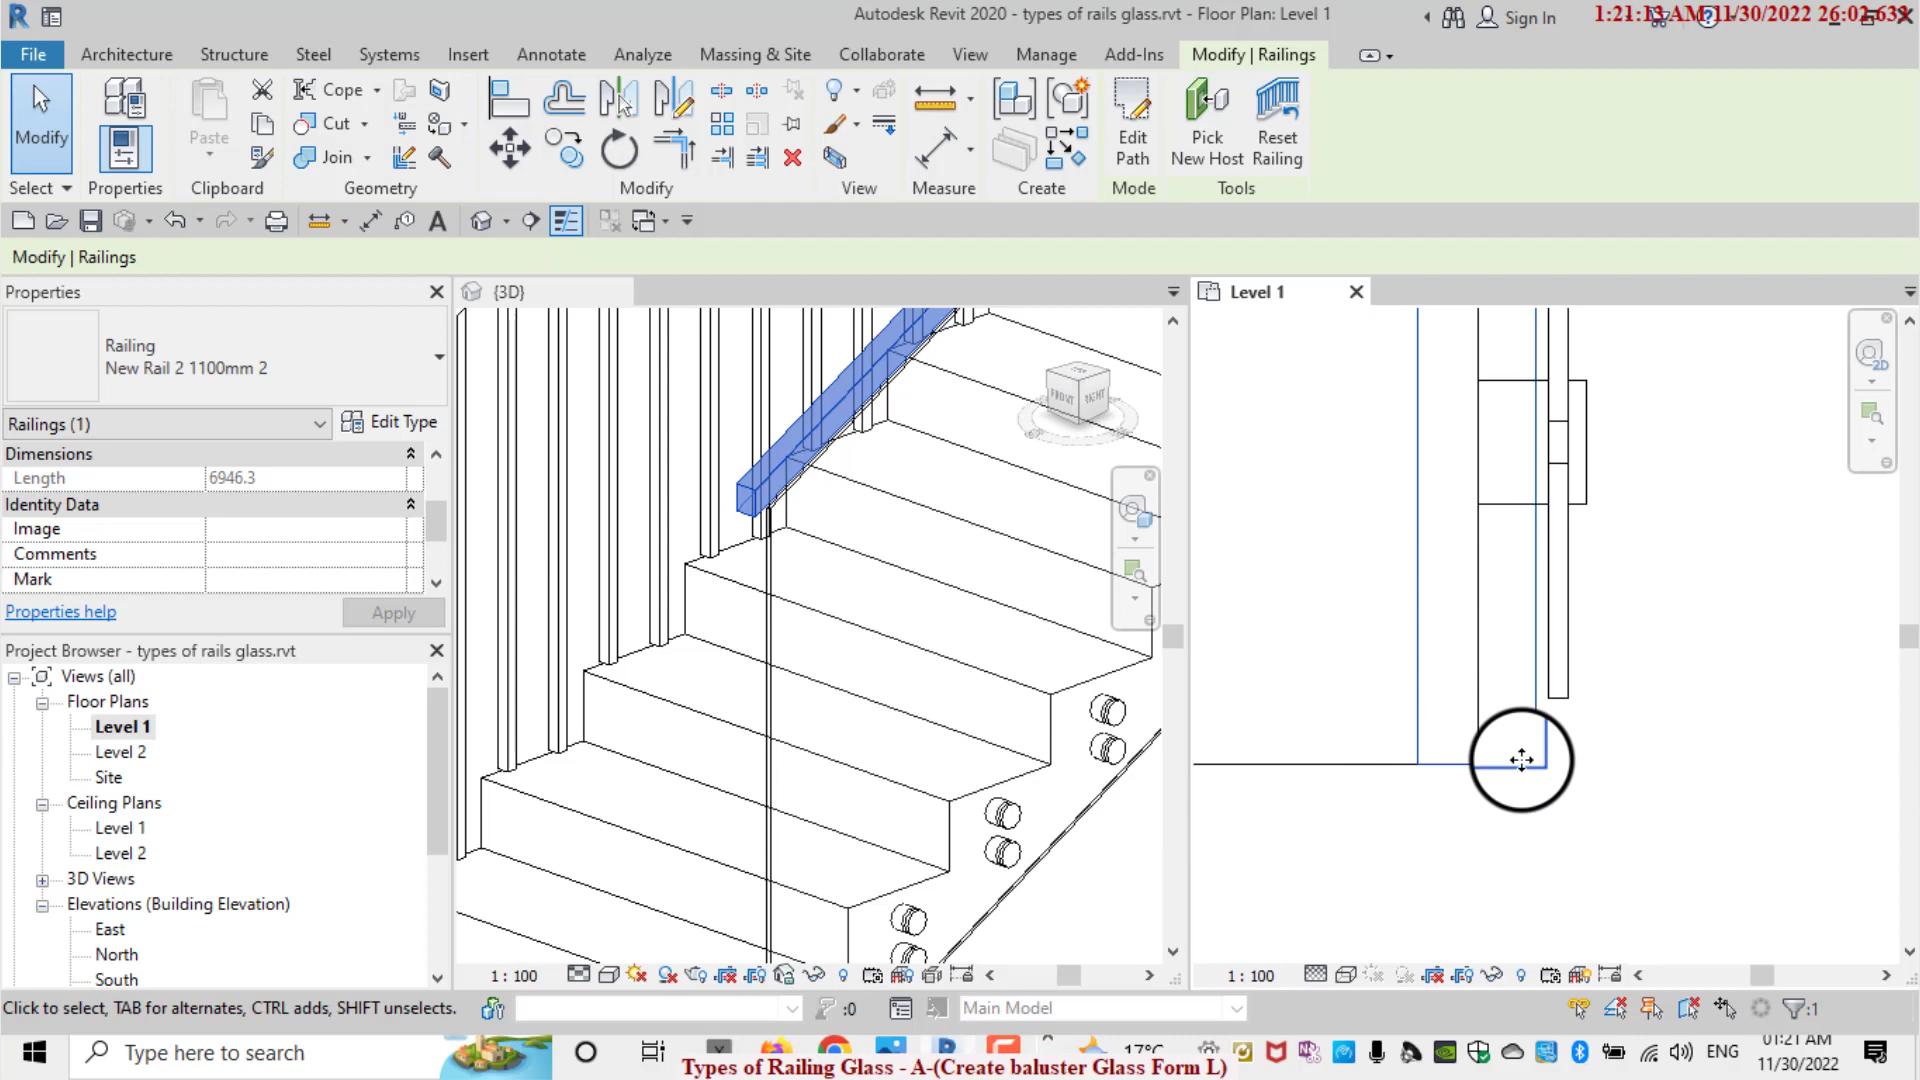 Autodesk Revit 2020 - types of rails glass.rvt - Floor Plan: Level 1
Sign In
File Architecture Structure Steel Systems Insert Annotate Analyze Massing & Site Collaborate View Manage Add-Ins Modify | Railings
Modify
Paste
Cope
Cut
Join
Edit Path
Pick New Host
Reset Railing
Select Properties Clipboard Geometry Modify View Measure Create Mode Tools
Modify | Railings
Properties
{3D}
Level 1
Railing
New Rail 2 1100mm 2
Railings (1)
Edit Type
Dimensions
Length 6946.3
Identity Data
Image
Comments
Mark
Properties help
Apply
Project Browser - types of rails glass.rvt
Views (all)
Floor Plans
Level 1
Level 2
Site
Ceiling Plans
Level 1
Level 2
3D Views
Elevations (Building Elevation)
East
North
South
FRONT RIGHT
2D
1 : 100
1 : 100
Click to select, TAB for alternates, CTRL adds, SHIFT unselects.
:0
Main Model
:1
Type here to search
17°C
ENG
01:21 AM
11/30/2022
Types of Railing Glass - A-(Create baluster Glass Form L)